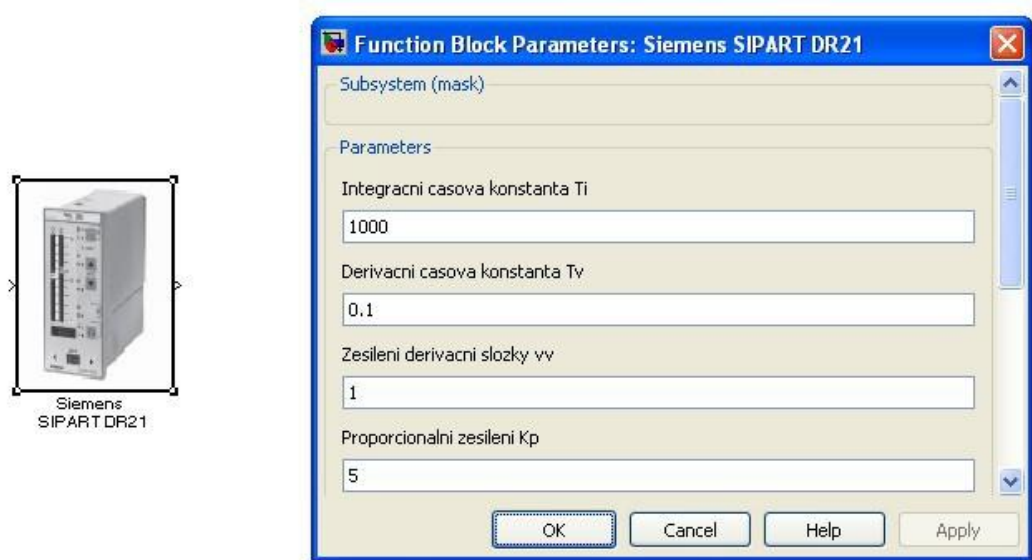 Function Block Parameters: Siemens SIPART DR21
Subsystem (mask)
Parameters
Integracni casova konstanta Ti
1000
Derivacni casova konstanta Tv
0.1
Zesileni derivacni slozky vv
1
Proporcionalni zesileni Kp
5
OK Cancel Help Apply
Siemens
SIPART DR21